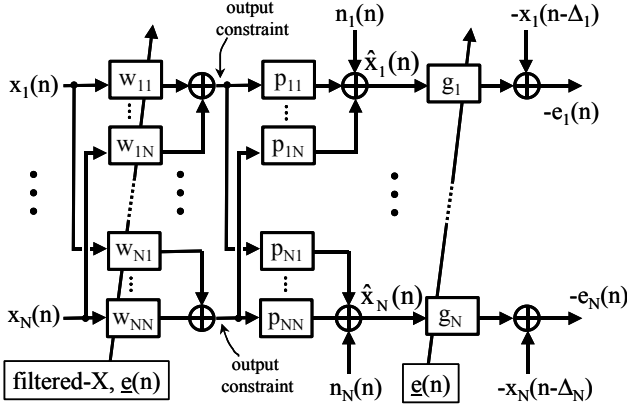 output
constraint
n₁(n)
-x₁(n-Δ₁)
x₁(n)
w₁₁
p₁₁
x̂₁(n)
g₁
-e₁(n)
w₁N
p₁N
wN1
pN1
xN(n)
wNN
pNN
x̂N(n)
gN
-eN(n)
filtered-X, e(n)
output
constraint
nN(n)
e(n)
-xN(n-ΔN)